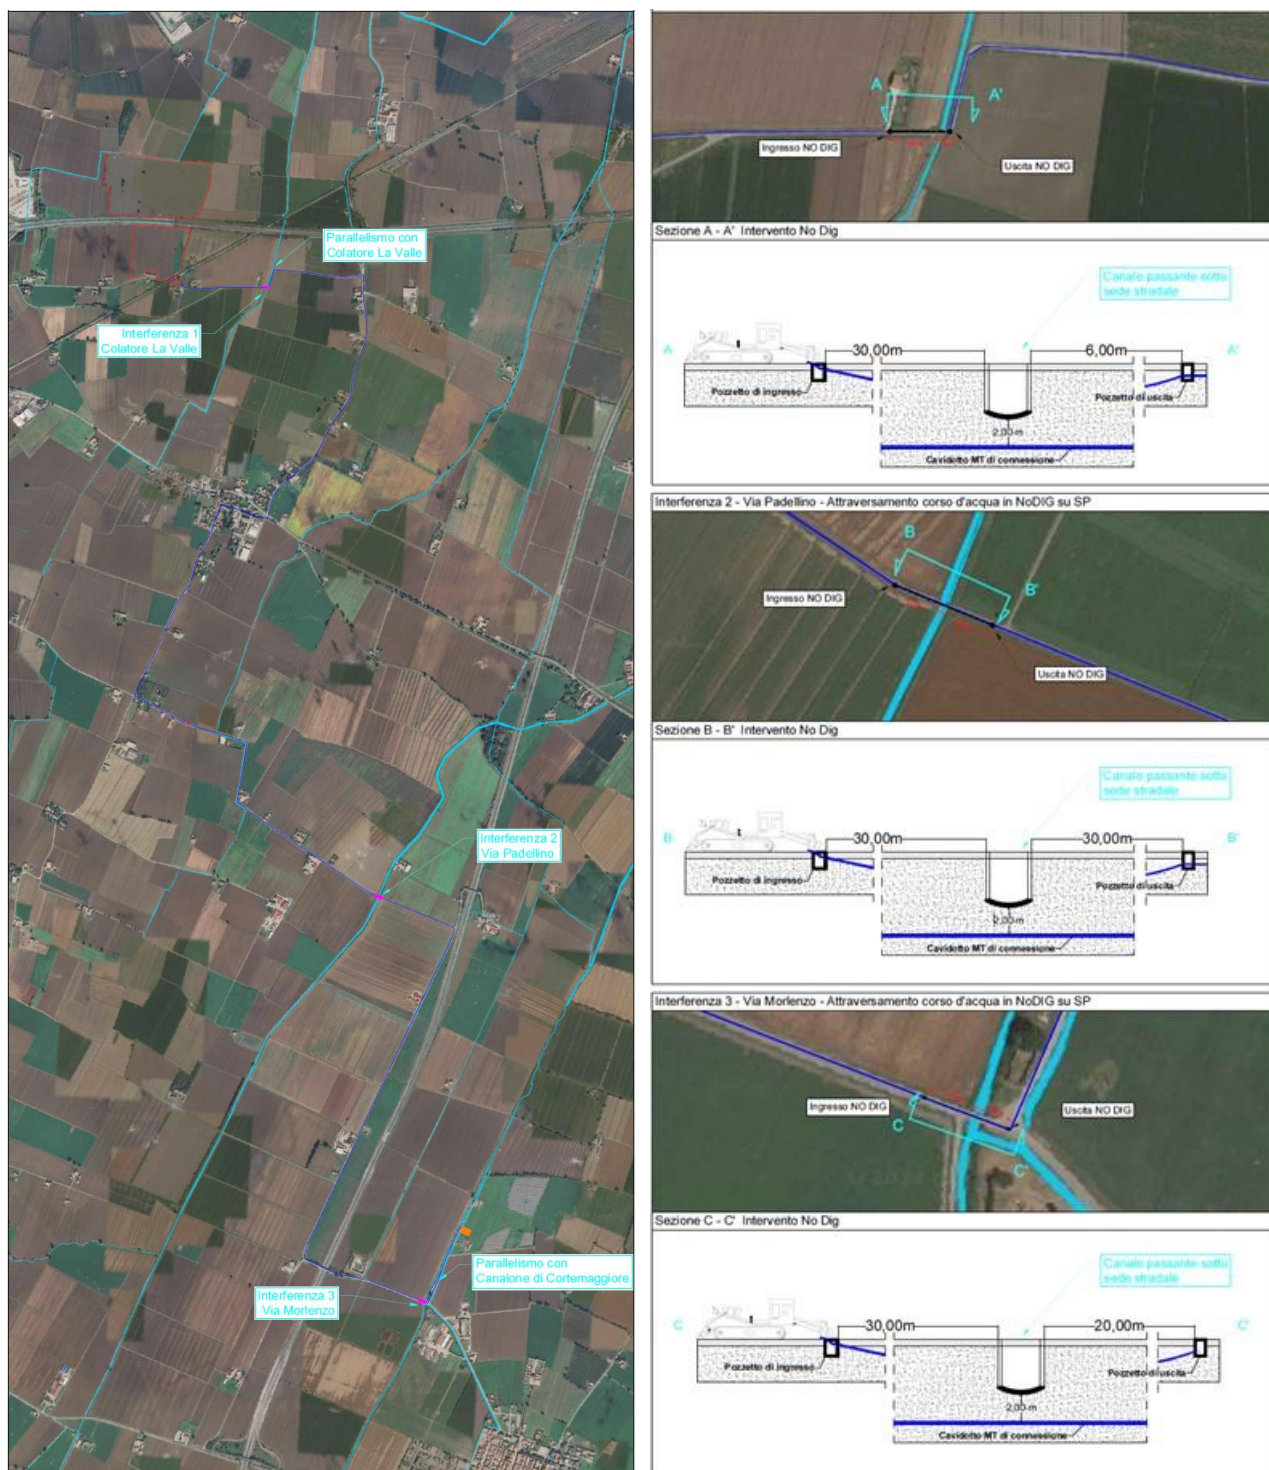 Parallelismo con
Colatore La Valle
Interferenza 1
Colatore La Valle
Interferenza 2
Via Padellino
Parallelismo con
Canalone di Cortemaggiore
Interferenza 3
Via Morlenzo
A
A'
Ingresso NO DIG
Uscita NO DIG
Sezione A - A' Intervento No Dig
Canale passante sotto
sede stradale
A
30,00m
6,00m
A'
Pozzetto di ingresso
Pozzetto di uscita
2,00 m
Cavidotto MT di connessione
Interferenza 2 - Via Padellino - Attraversamento corso d'acqua in NoDIG su SP
B
B'
Ingresso NO DIG
Uscita NO DIG
Sezione B - B' Intervento No Dig
Canale passante sotto
sede stradale
B
30,00m
30,00m
B'
Pozzetto di ingresso
Pozzetto di uscita
2,00 m
Cavidotto MT di connessione
Interferenza 3 - Via Morlenzo - Attraversamento corso d'acqua in NoDIG su SP
Ingresso NO DIG
Uscita NO DIG
C
C'
Sezione C - C' Intervento No Dig
Canale passante sotto
sede stradale
C
30,00m
20,00m
C'
Pozzetto di ingresso
Pozzetto di uscita
2,00 m
Cavidotto MT di connessione